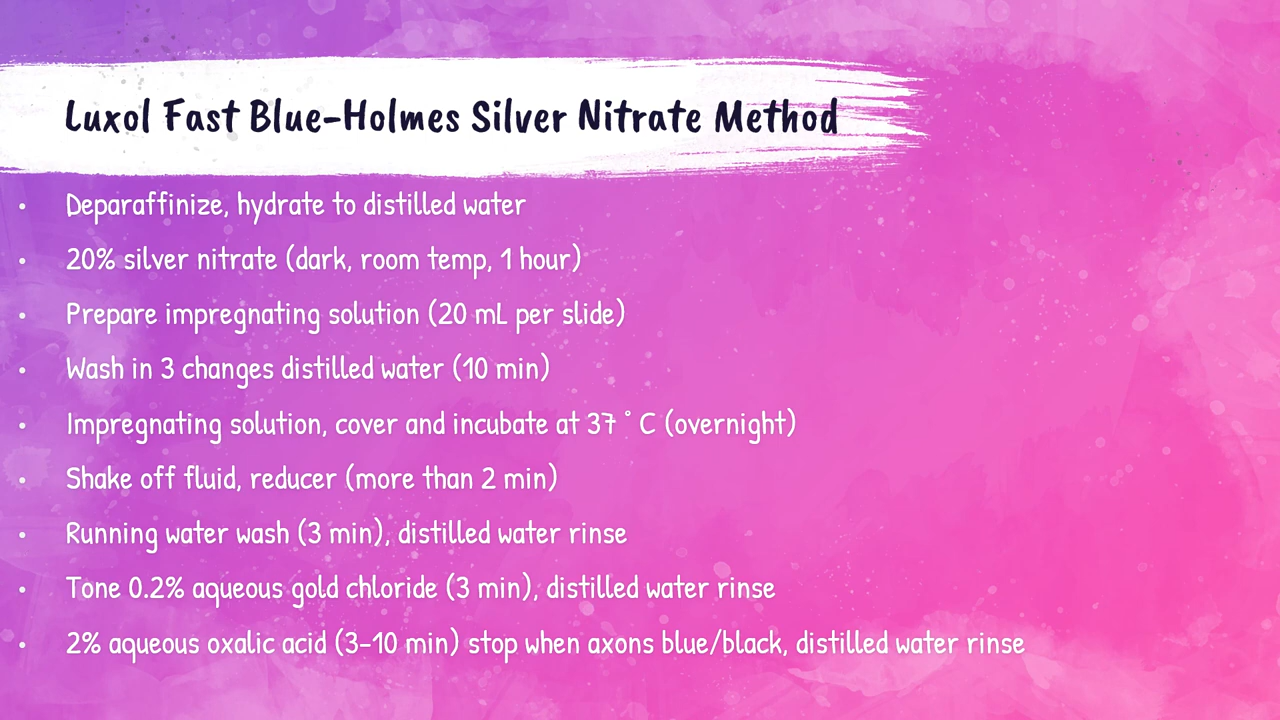 Luxol Fast Blue-Holmes Silver Nitrate Method
• Deparaffinize, hydrate to distilled water
• 20% silver nitrate (dark, room temp, 1 hour)
• Prepare impregnating solution (20 mL per slide)
• Wash in 3 changes distilled water (10 min)
• Impregnating solution, cover and incubate at 37 ° C (overnight)
• Shake off fluid, reducer (more than 2 min)
• Running water wash (3 min), distilled water rinse
• Tone 0.2% aqueous gold chloride (3 min), distilled water rinse
• 2% aqueous oxalic acid (3-10 min) stop when axons blue/black, distilled water rinse